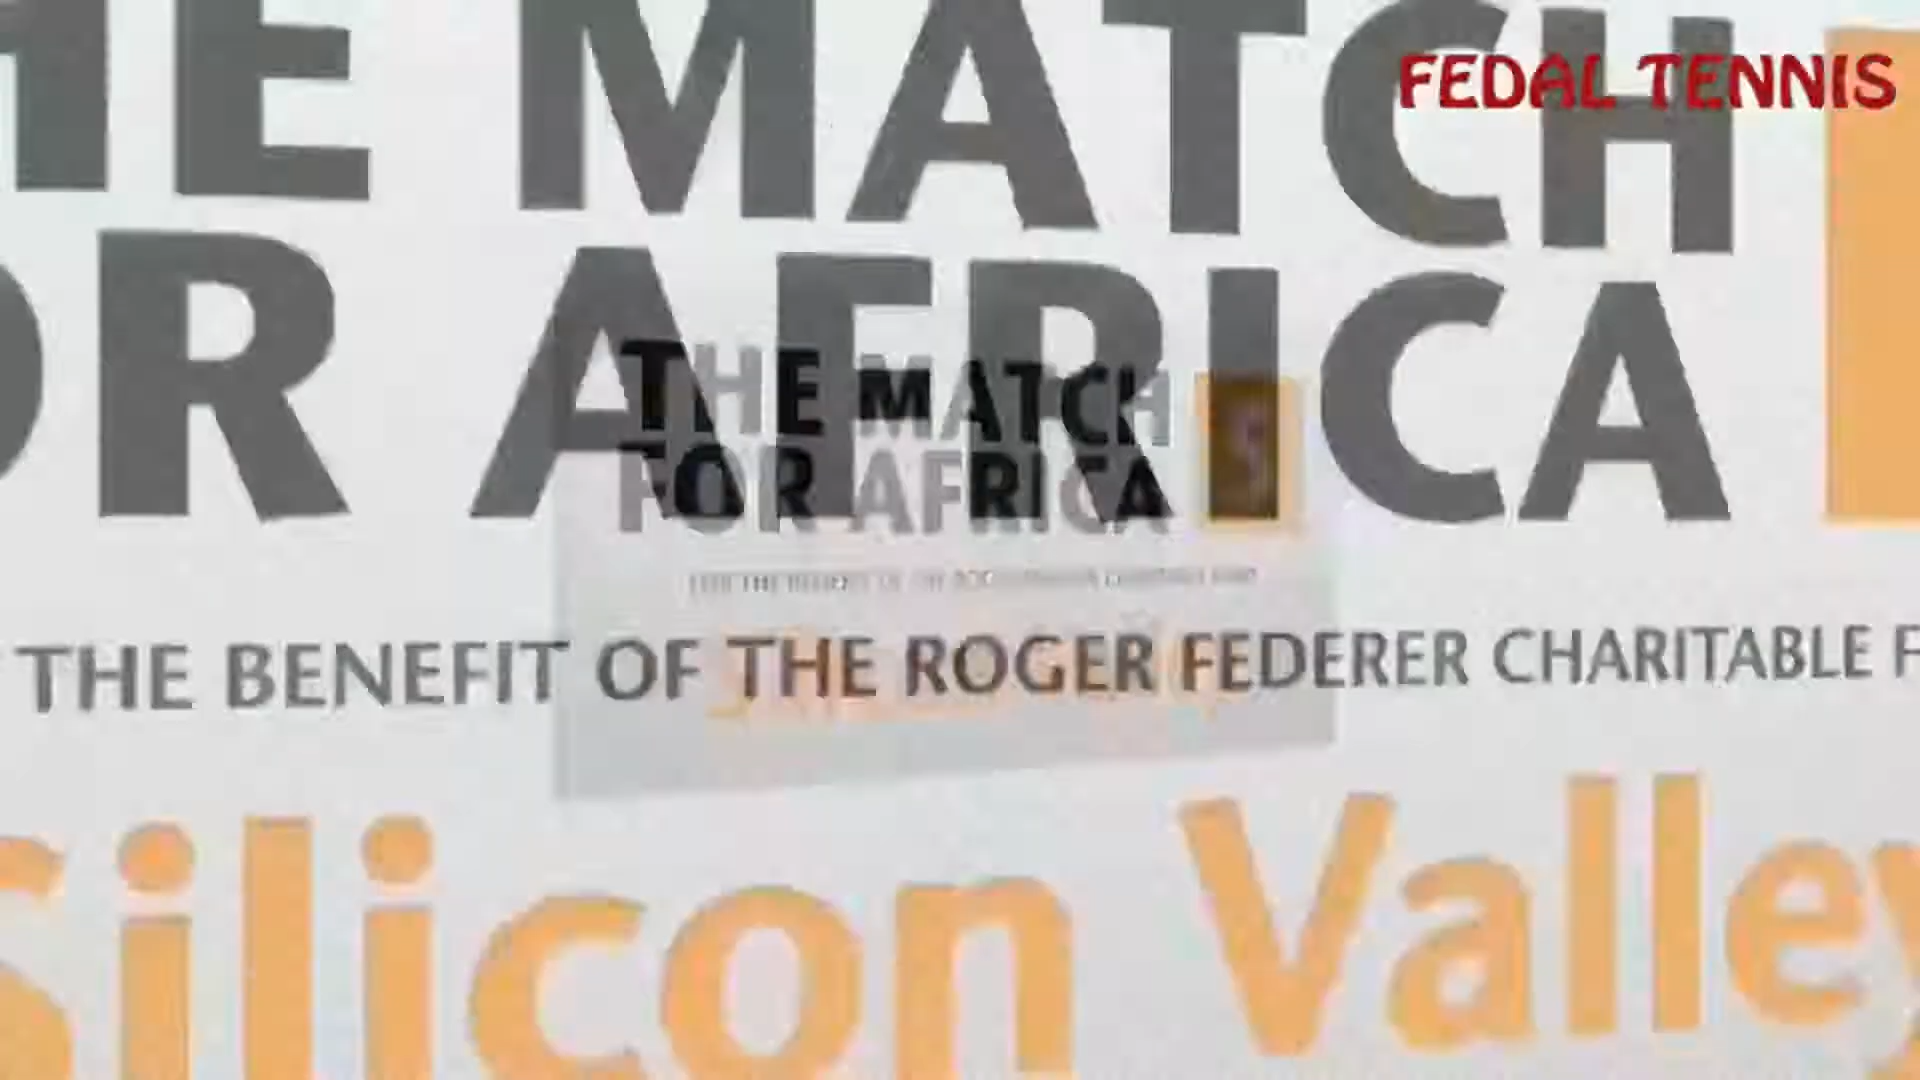 HE MATCH
FEDAL TENNIS
OR AFRICA
THE MATCH
FOR AFRICA
THE BENEFIT OF THE ROGER FEDERER CHARITABLE F
Silicon Valley